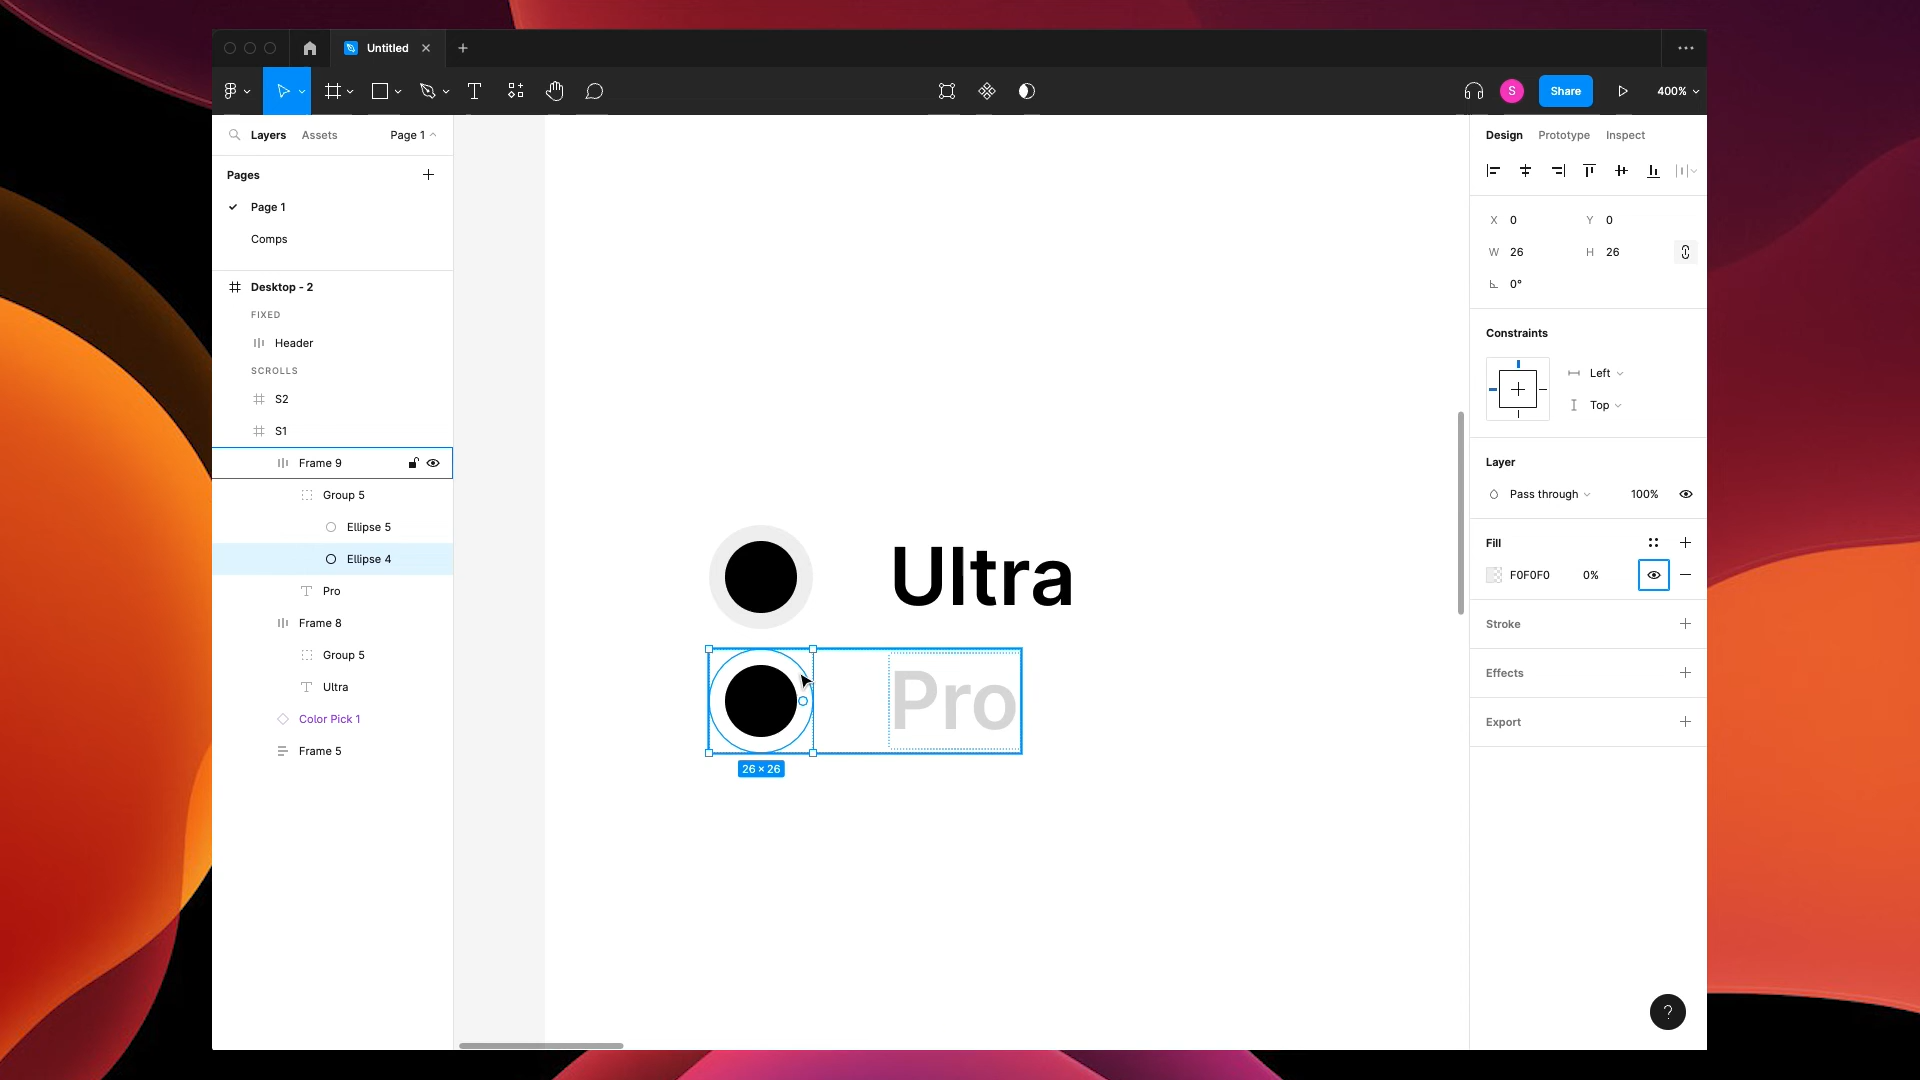 Untitled
S
Share
400%
Layers
Assets
Page 1
Pages
Page 1
Comps
Desktop - 2
FIXED
Header
SCROLLS
S2
S1
Frame 9
Group 5
Ellipse 5
Ellipse 4
Pro
Frame 8
Group 5
Ultra
Color Pick 1
Frame 5
Ultra
Pro
26 × 26
Design
Prototype
Inspect
X 0
Y 0
W 26
H 26
0°
Constraints
Left
Top
Layer
Pass through
100%
Fill
F0F0F0
0%
Stroke
Effects
Export
?